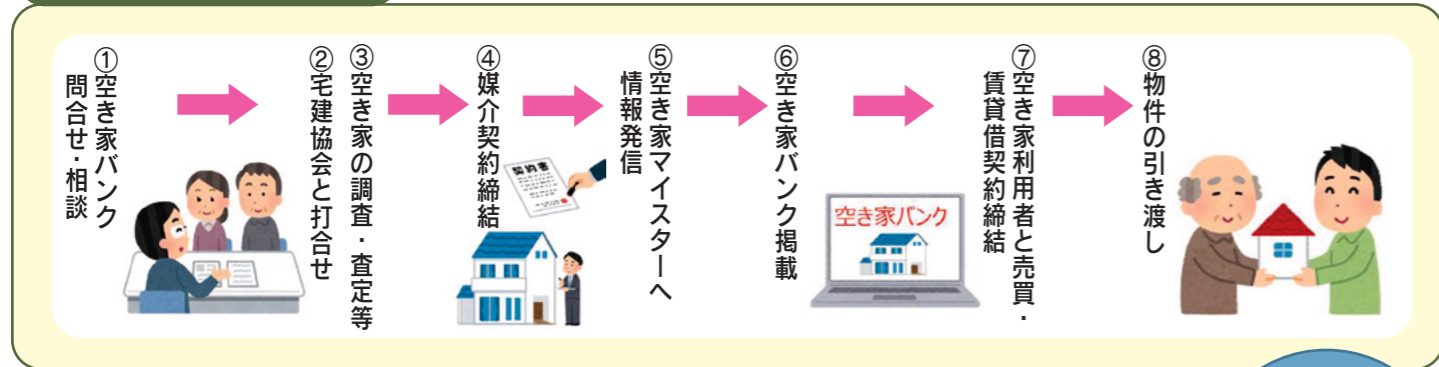 ①空き家バンク
問合せ・相談
②宅建協会と打合せ
③空き家の調査・査定等
④媒介契約締結
契約書
⑤空き家マイスターへ
情報発信
⑥空き家バンク掲載
空き家バンク
⑦空き家利用者と売買・
賃貸借契約締結
⑧物件の引き渡し